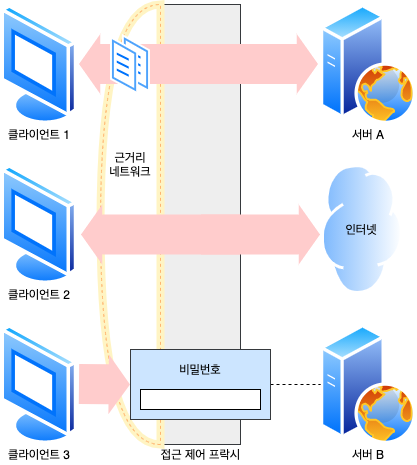 클라이언트 1
서버 A
근거리
네트워크
인터넷
클라이언트 2
비밀번호
클라이언트 3
접근 제어 프락시
서버 B